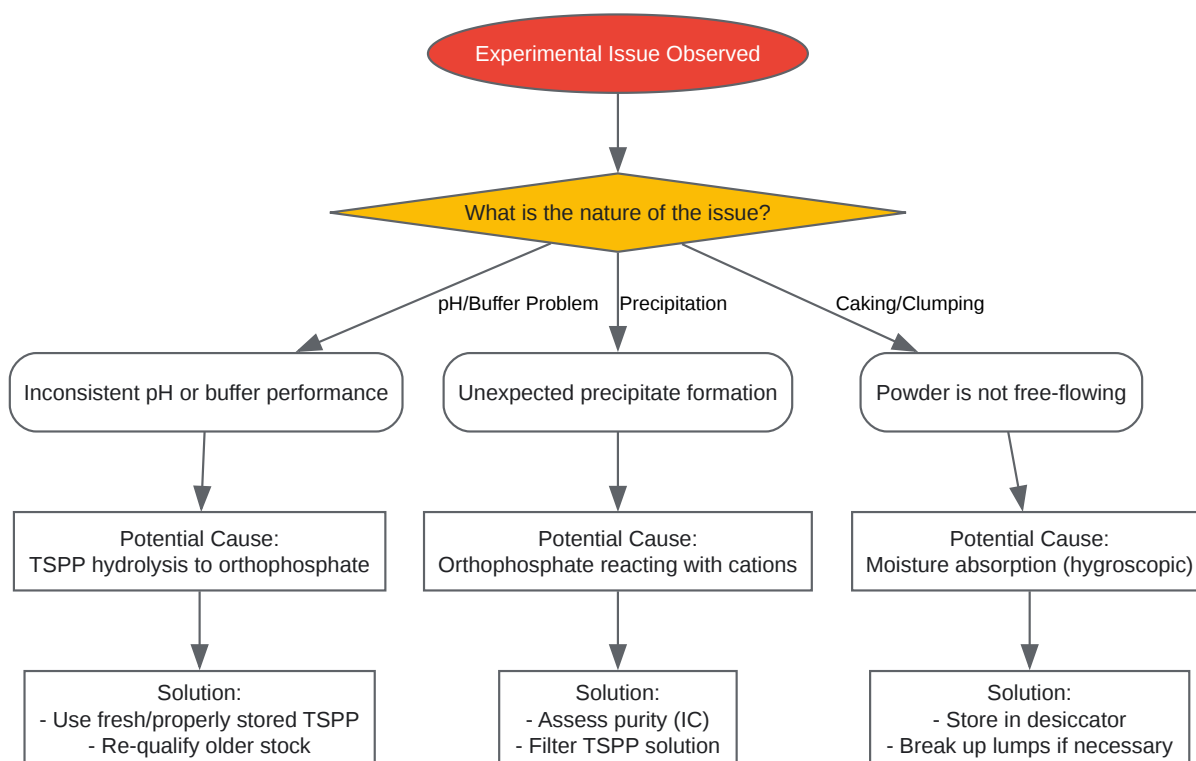 Experimental Issue Observed
What is the nature of the issue?
pH/Buffer Problem
Precipitation
Caking/Clumping
Inconsistent pH or buffer performance
Unexpected precipitate formation
Powder is not free-flowing
Potential Cause:
TSPP hydrolysis to orthophosphate
Potential Cause:
Orthophosphate reacting with cations
Potential Cause:
Moisture absorption (hygroscopic)
Solution:
- Use fresh/properly stored TSPP
- Re-qualify older stock
Solution:
- Assess purity (IC)
- Filter TSPP solution
Solution:
- Store in desiccator
- Break up lumps if necessary